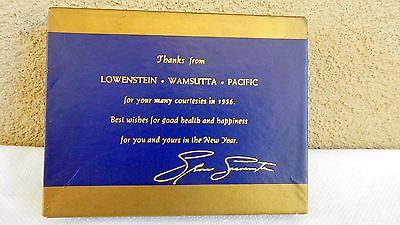 Thanks from
LOWENSTEIN • WAMSUTTA • PACIFIC
for your many courtesies in 1956.
Best wishes for good health and happiness
for you and yours in the New Year.